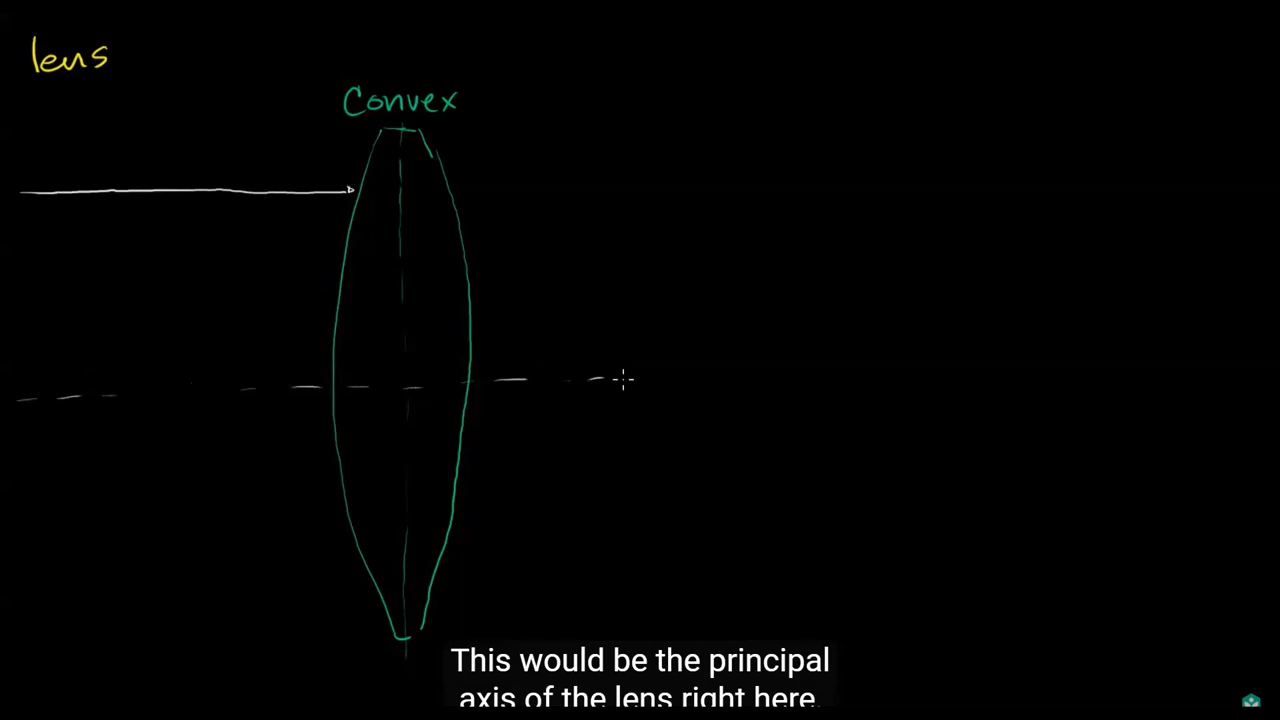 lens
Convex
This would be the principal
axis of the lens right here.